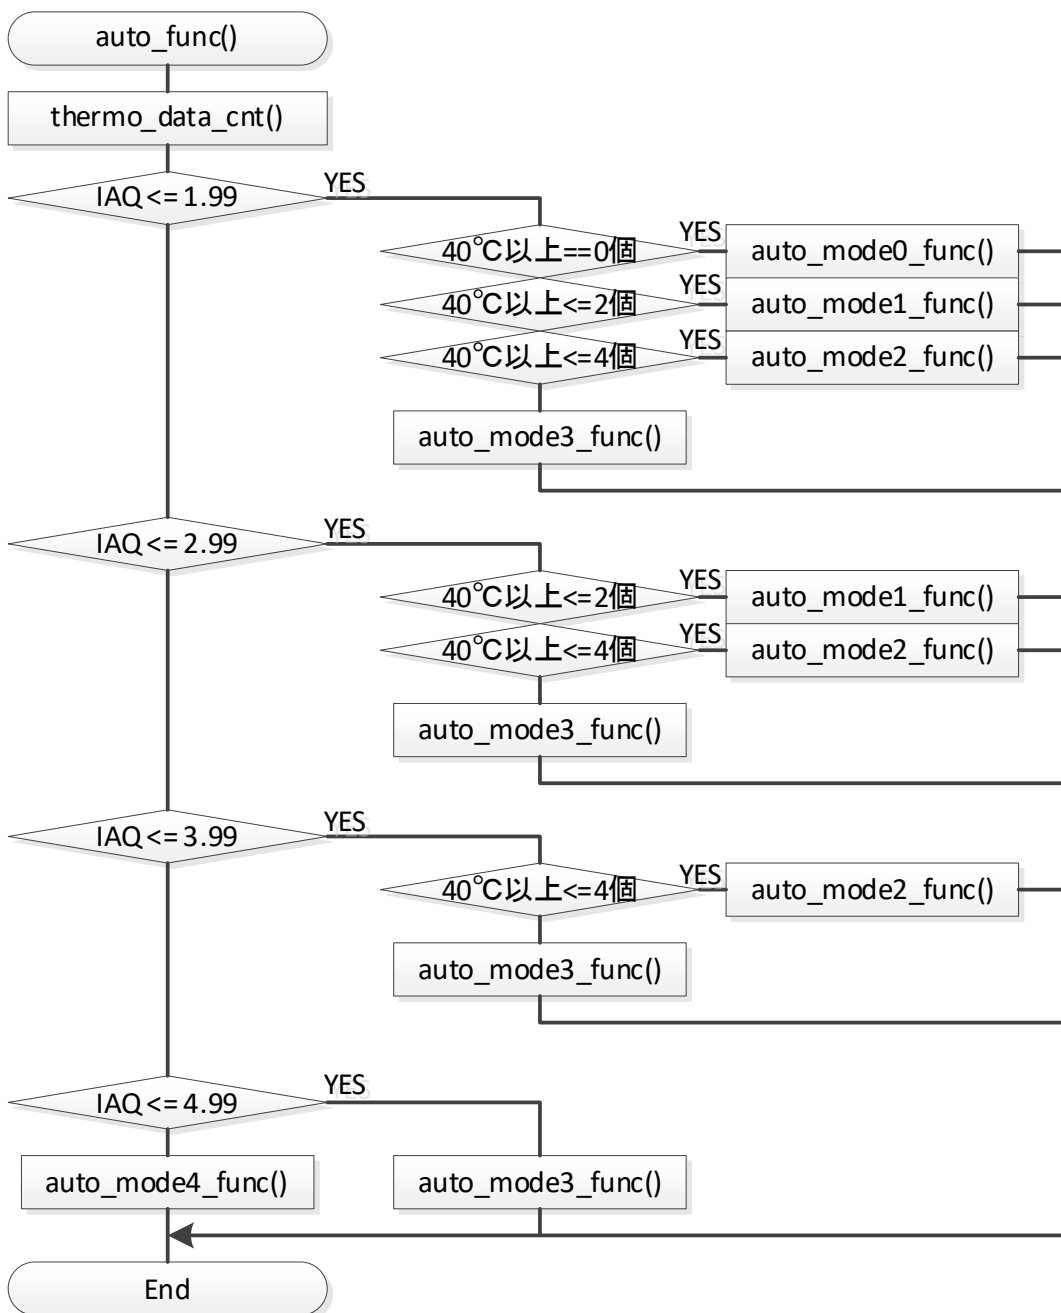 auto_func()
thermo_data_cnt()
IAQ <= 1.99
YES
40℃以上==0個
YES
auto_mode0_func()
40℃以上<=2個
YES
auto_mode1_func()
40℃以上<=4個
YES
auto_mode2_func()
auto_mode3_func()
IAQ <= 2.99
YES
40℃以上<=2個
YES
auto_mode1_func()
40℃以上<=4個
YES
auto_mode2_func()
auto_mode3_func()
IAQ <= 3.99
YES
40℃以上<=4個
YES
auto_mode2_func()
auto_mode3_func()
IAQ <= 4.99
YES
auto_mode4_func()
auto_mode3_func()
End